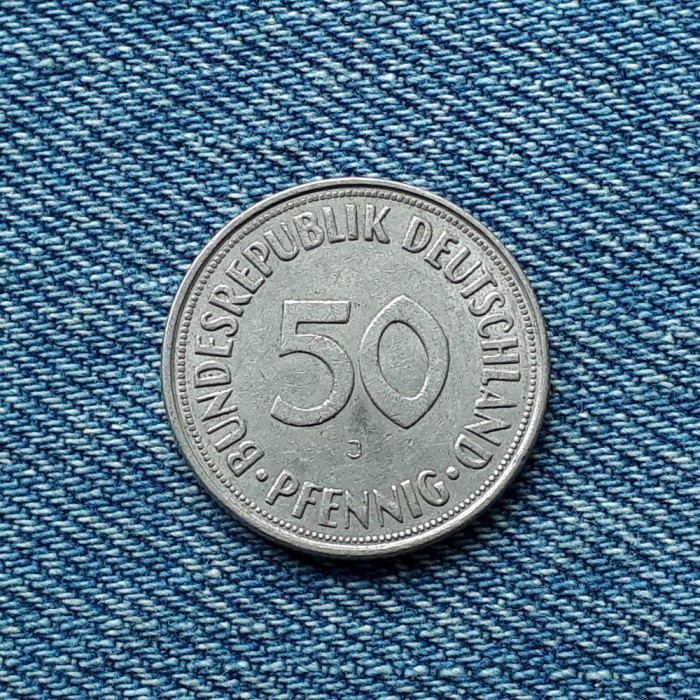 BUNDESREPUBLIK DEUTSCHLAND
50
J
• PFENNIG •